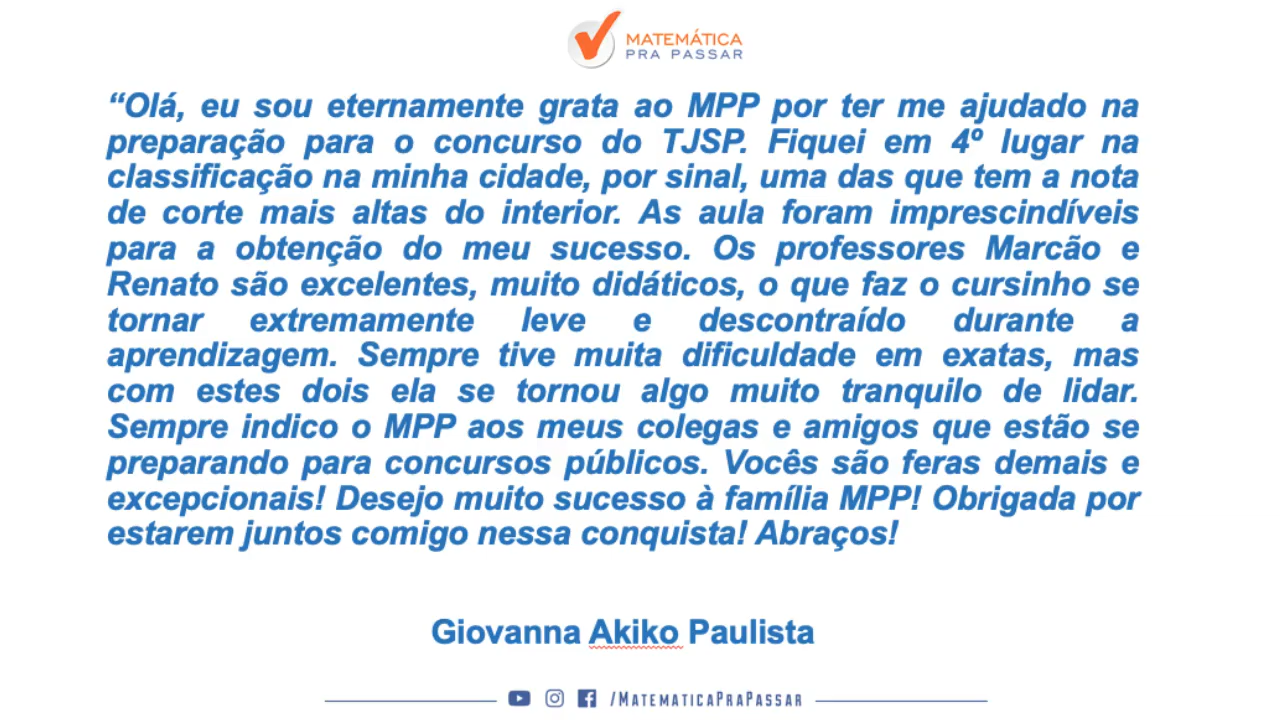 MATEMÁTICA
PRA PASSAR
“Olá, eu sou eternamente grata ao MPP por ter me ajudado na
preparação para o concurso do TJSP. Fiquei em 4º lugar na
classificação na minha cidade, por sinal, uma das que tem a nota
de corte mais altas do interior. As aula foram imprescindíveis
para a obtenção do meu sucesso. Os professores Marcão e
Renato são excelentes, muito didáticos, o que faz o cursinho se
tornar extremamente leve e descontraído durante a
aprendizagem. Sempre tive muita dificuldade em exatas, mas
com estes dois ela se tornou algo muito tranquilo de lidar.
Sempre indico o MPP aos meus colegas e amigos que estão se
preparando para concursos públicos. Vocês são feras demais e
excepcionais! Desejo muito sucesso à família MPP! Obrigada por
estarem juntos comigo nessa conquista! Abraços!
Giovanna Akiko Paulista
/MATEMATICAPRAPASSAR